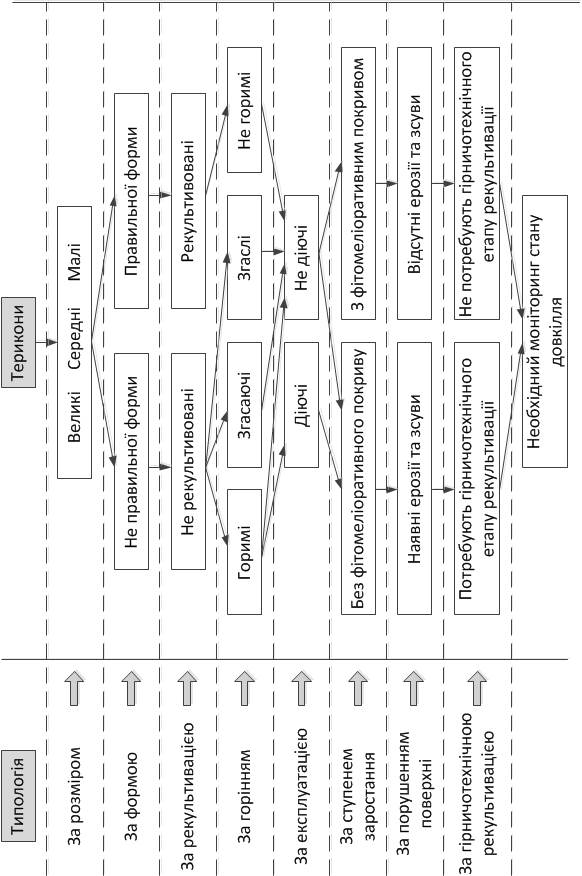 Типологія
Терикони
За розміром
Великі Середні Малі
За формою
Не правильної форми
Правильної форми
За рекультивацією
Не рекультивовані
Рекультивовані
За горінням
Горимі
Згасаючі
Згаслі
Не горимі
За експлуатацією
Діючі
Не діючі
За ступенем
заростання
Без фітомеліоративного покриву
З фітомеліоративним покривом
За порушенням
поверхні
Наявні ерозії та зсуви
Відсутні ерозії та зсуви
За гірничотехнічною
рекультивацією
Потребують гірничотехнічного
етапу рекультивації
Не потребують гірничотехнічного
етапу рекультивації
Необхідний моніторинг стану
довкілля